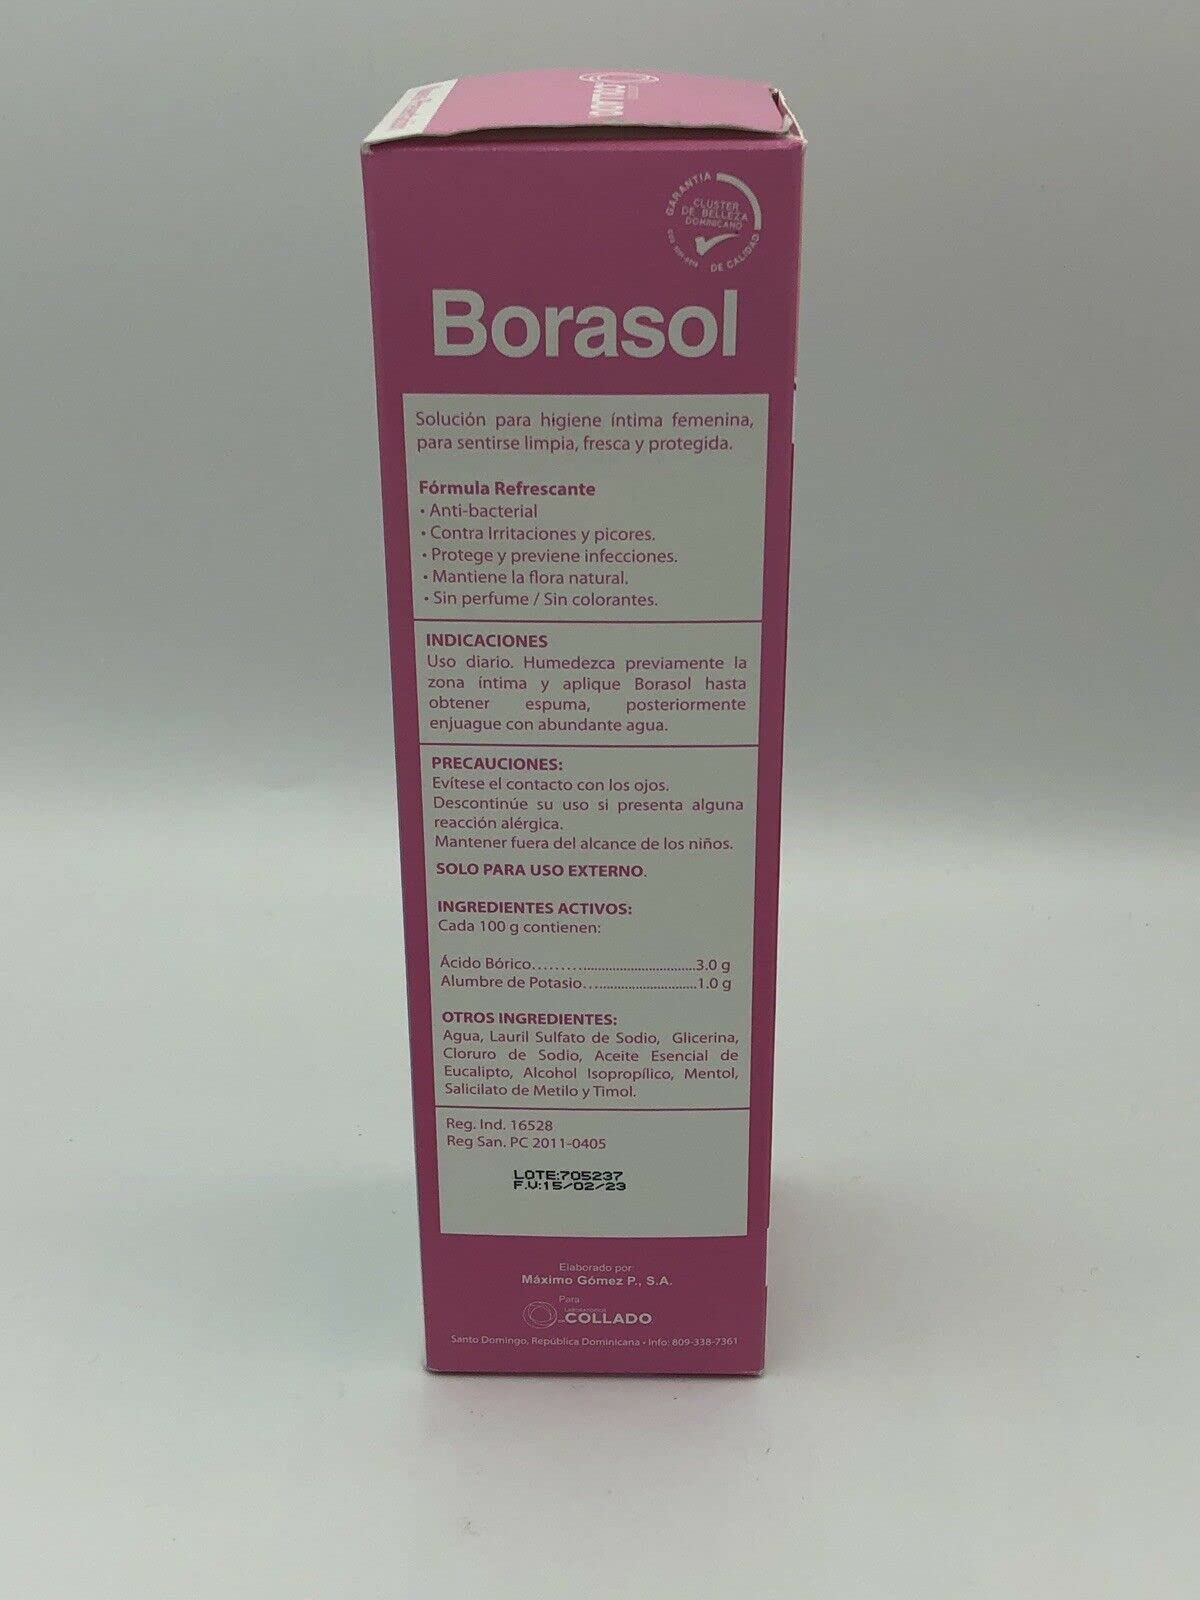 GARANTIA
CLUSTER
DE BELLEZA
DOMINICANO
DE CALIDAD
Borasol
Solución para higiene íntima femenina,
para sentirse limpia, fresca y protegida.
Fórmula Refrescante
• Anti-bacterial
• Contra Irritaciones y picores.
• Protege y previene infecciones.
• Mantiene la flora natural.
• Sin perfume / Sin colorantes.
INDICACIONES
Uso diario. Humedezca previamente la
zona íntima y aplique Borasol hasta
obtener espuma, posteriormente
enjuague con abundante agua.
PRECAUCIONES:
Evítese el contacto con los ojos.
Descontinúe su uso si presenta alguna
reacción alérgica.
Mantener fuera del alcance de los niños.
SOLO PARA USO EXTERNO.
INGREDIENTES ACTIVOS:
Cada 100 g contienen:
Ácido Bórico.......................................3.0 g
Alumbre de Potasio.............................1.0 g
OTROS INGREDIENTES:
Agua, Lauril Sulfato de Sodio, Glicerina,
Cloruro de Sodio, Aceite Esencial de
Eucalipto, Alcohol Isopropílico, Mentol,
Salicilato de Metilo y Timol.
Reg. Ind. 16528
Reg San. PC 2011-0405
LOTE:705237
F.V:15/02/23
Elaborado por:
Máximo Gómez P., S.A.
Para
LABORATORIOS
COLLADO
Santo Domingo, República Dominicana • Info: 809-338-7361